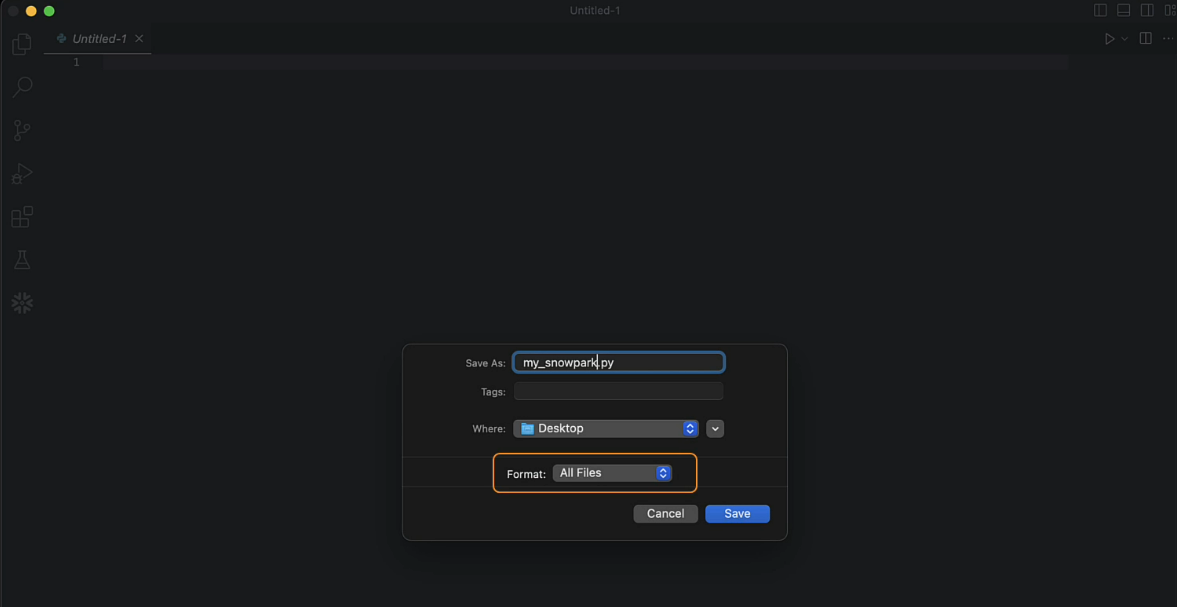 Untitled-1
Untitled-1
1
Save As: my_snowpark.py
Tags:
Where: Desktop
Format: All Files
Cancel Save